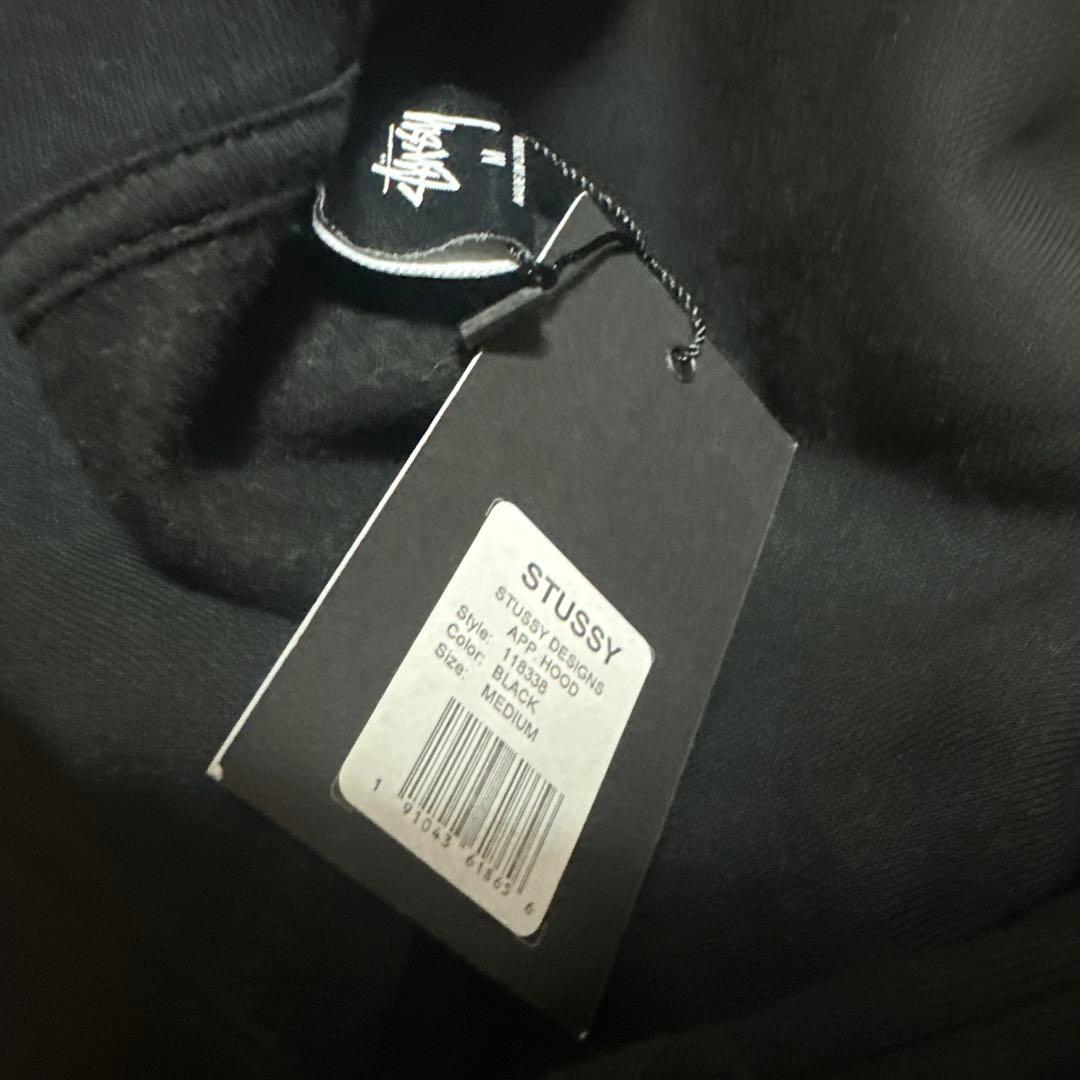 STÜSSY
M
STUSSY
STUSSY DESIGNS
APP. HOOD
Style: 118338
Color: BLACK
Size: MEDIUM
1 91043 61865 6